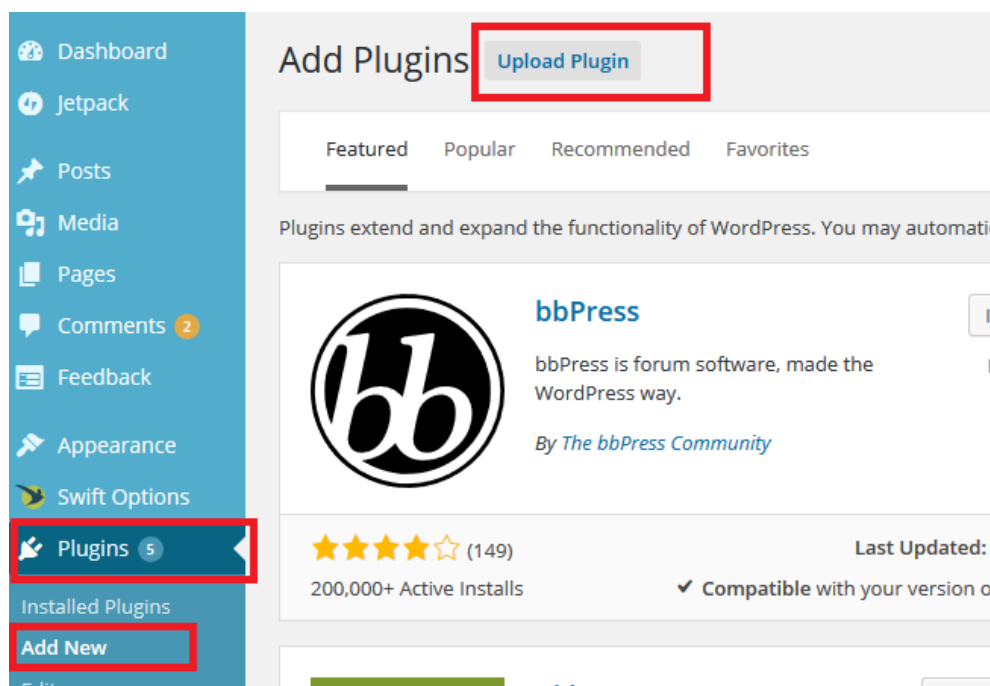 Dashboard
Jetpack
Posts
Media
Pages
Comments 2
Feedback
Appearance
Swift Options
Plugins 5
Installed Plugins
Add New
Add Plugins Upload Plugin
Featured Popular Recommended Favorites
Plugins extend and expand the functionality of WordPress. You may automati
bb
bbPress
bbPress is forum software, made the
WordPress way.
By The bbPress Community
(149)
Last Updated:
200,000+ Active Installs
Compatible with your version o